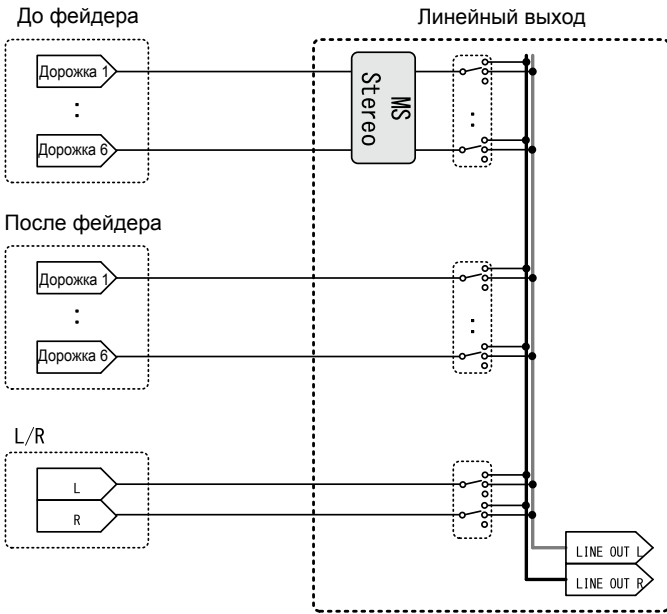 До фейдера
Линейный выход
Дорожка 1
:
Дорожка 6
MS
Stereo
:
После фейдера
Дорожка 1
:
Дорожка 6
:
L/R
L
R
LINE OUT L
LINE OUT R